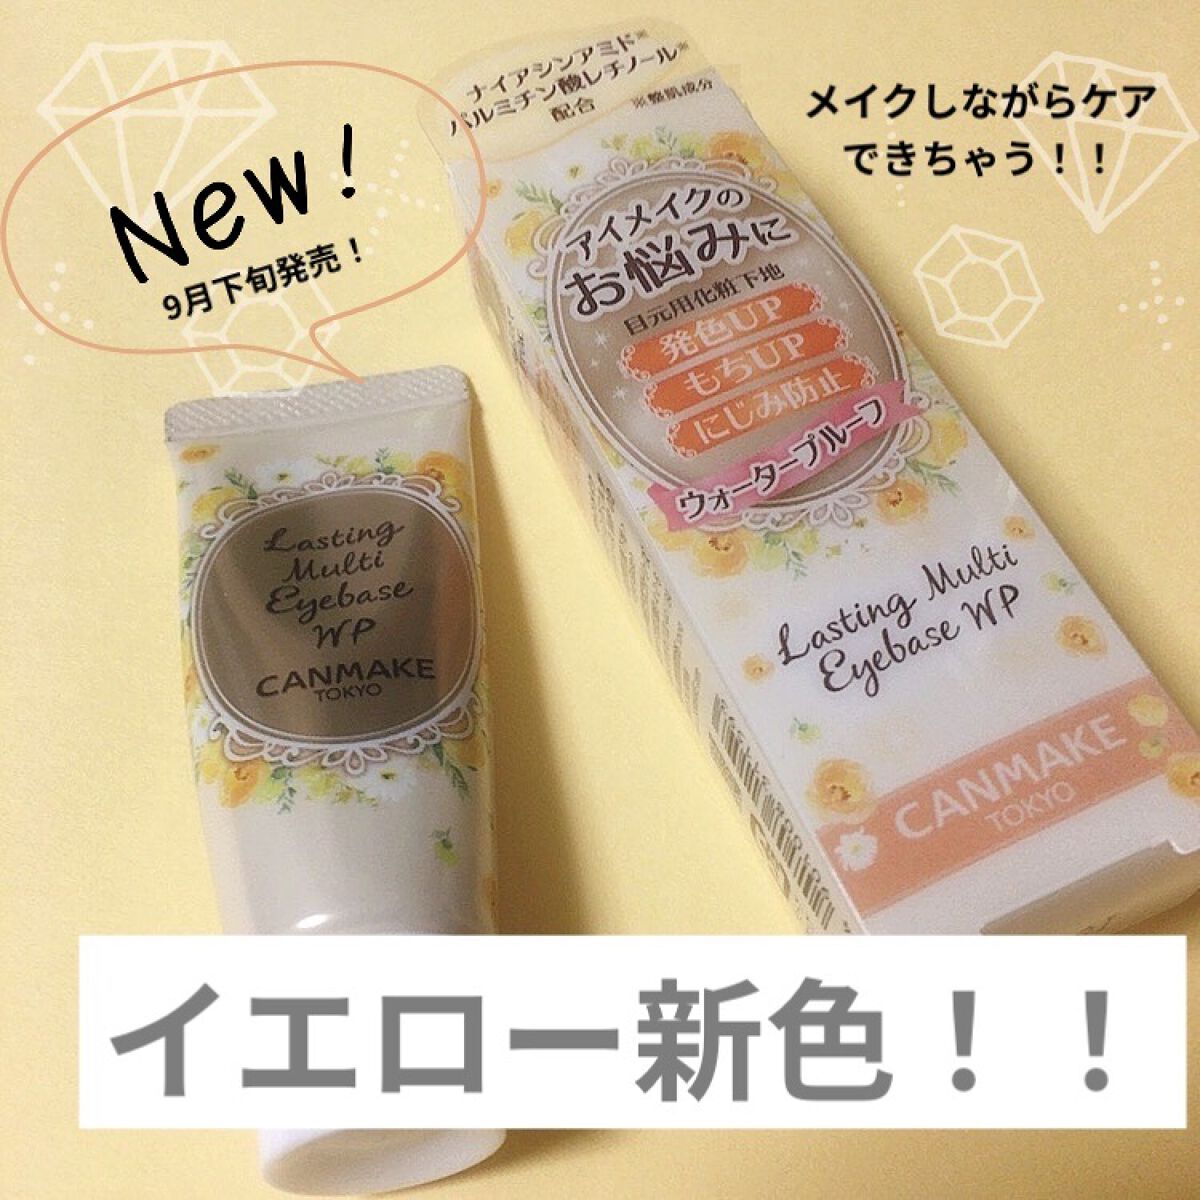 New!
9月下旬発売!
ナイアシンアミド※
パルミチン酸レチノール※
配合 ※整肌成分
メイクしながらケア
できちゃう!!
アイメイクの
お悩みに
目元用化粧下地
発色UP
もちUP
にじみ防止
ウォータープルーフ
Lasting Multi
Eyebase WP
CANMAKE
TOKYO
Lasting
Multi
Eyebase
WP
CANMAKE
TOKYO
イエロー新色!!